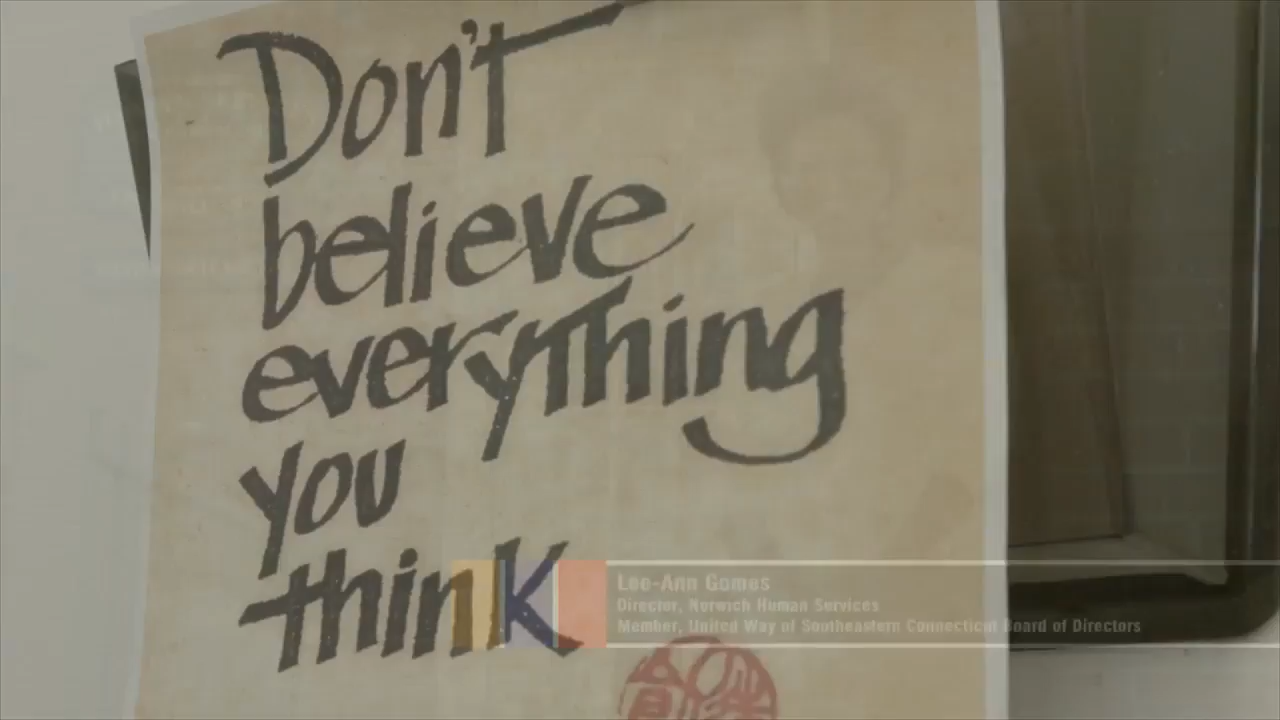 Don't
believe
everything
you
think
Lee-Ann Gomes
Director, Norwich Human Services
Member, United Way of Southeastern Connecticut Board of Directors